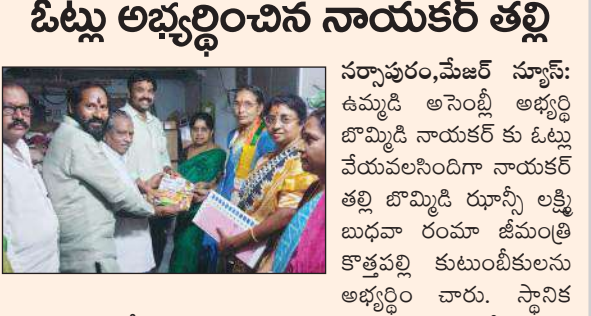 ఓట్లు అభ్యర్థించిన నాయకర్ తల్లి
నర్సాపురం,మేజర్ న్యూస్:
ఉమ్మడి అసెంబ్లీ అభ్యర్థి
బొమ్మిడి నాయకర్ కు ఓట్లు
వేయవలసిందిగా నాయకర్
తల్లి బొమ్మిడి ఝాన్సీ లక్ష్మి
బుధవా రంమా జీమంత్రి
కొత్తపల్లి కుటుంబీకులను
అభ్యర్థిం చారు. స్థానిక